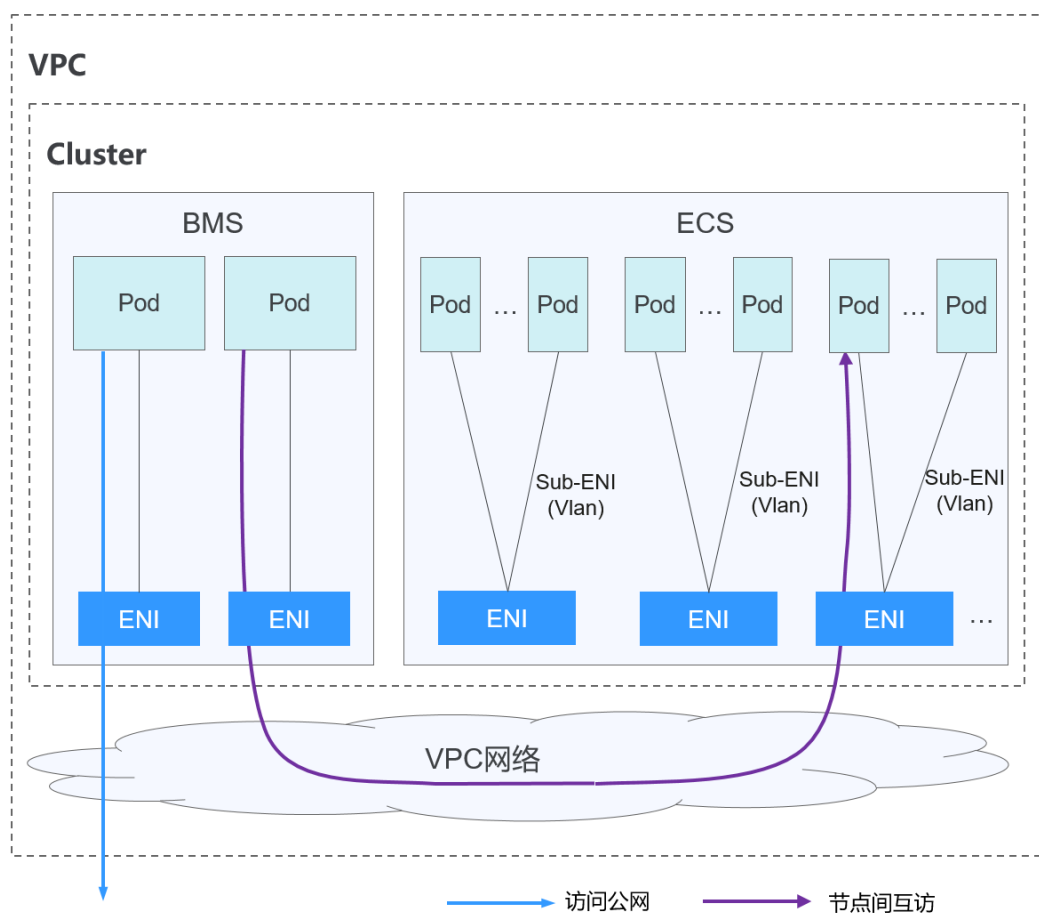 VPC
Cluster
BMS
ECS
Pod
Pod
Pod
…
Pod
Pod
…
Pod
Pod
…
Pod
Sub-ENI
(Vlan)
Sub-ENI
(Vlan)
Sub-ENI
(Vlan)
ENI
ENI
ENI
ENI
ENI
…
VPC网络
访问公网
节点间互访